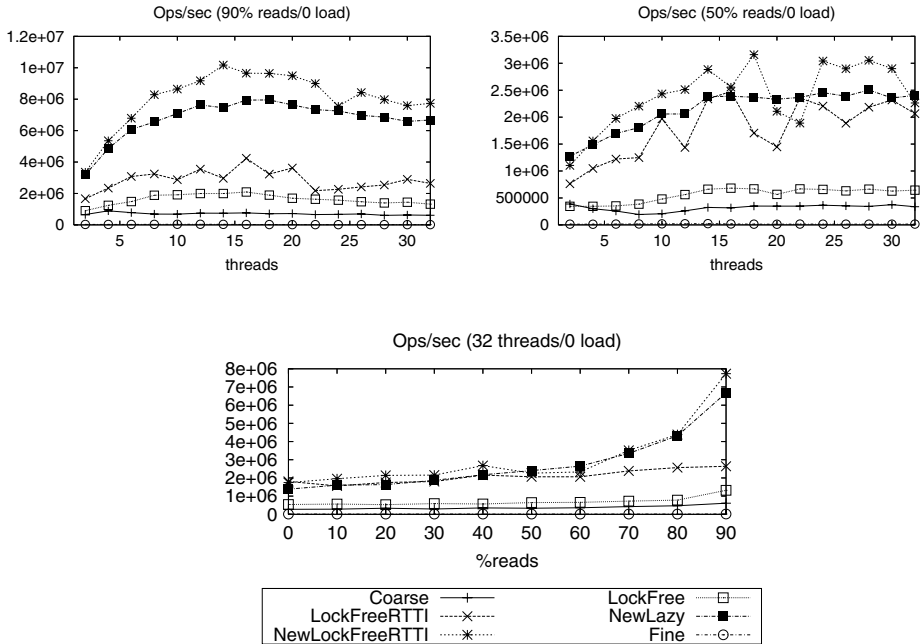 Ops/sec (90% reads/0 load)
1.2e+07
1e+07
8e+06
6e+06
4e+06
2e+06
0
5 10 15 20 25 30
threads
Ops/sec (50% reads/0 load)
3.5e+06
3e+06
2.5e+06
2e+06
1.5e+06
1e+06
500000
0
5 10 15 20 25 30
threads
Ops/sec (32 threads/0 load)
8e+06
7e+06
6e+06
5e+06
4e+06
3e+06
2e+06
1e+06
0
0 10 20 30 40 50 60 70 80 90
%reads
Coarse
LockFreeRTTI
NewLockFreeRTTI
LockFree
NewLazy
Fine